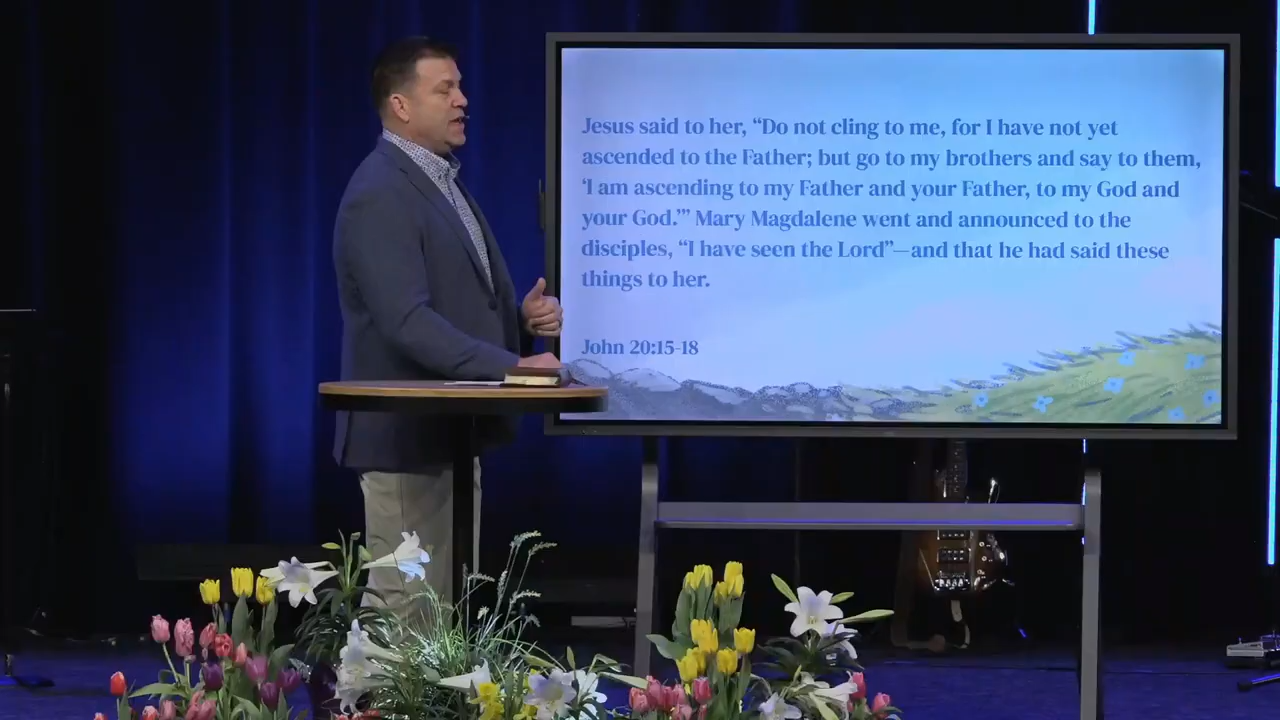 Jesus said to her, “Do not cling to me, for I have not yet
ascended to the Father; but go to my brothers and say to them,
‘I am ascending to my Father and your Father, to my God and
your God.’” Mary Magdalene went and announced to the
disciples, “I have seen the Lord”—and that he had said these
things to her.
John 20:15-18